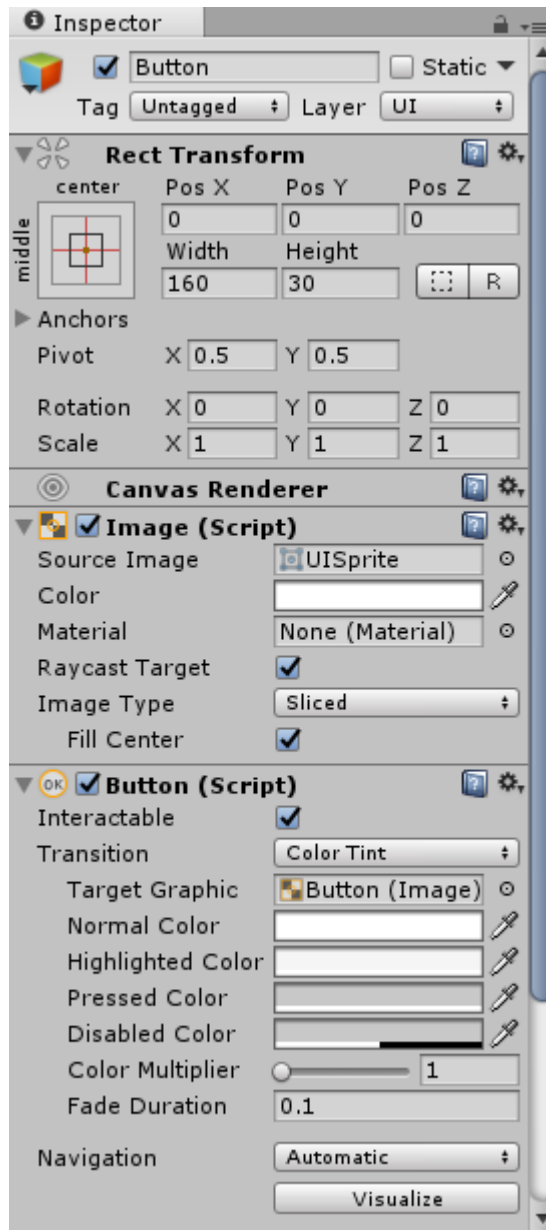 Inspector
Button Static
Tag Untagged Layer UI
Rect Transform
center Pos X Pos Y Pos Z
middle 0 0 0
Width Height
160 30 R
Anchors
Pivot X 0.5 Y 0.5
Rotation X 0 Y 0 Z 0
Scale X 1 Y 1 Z 1
Canvas Renderer
Image (Script)
Source Image UISprite
Color
Material None (Material)
Raycast Target
Image Type Sliced
Fill Center
OK Button (Script)
Interactable
Transition Color Tint
Target Graphic Button (Image)
Normal Color
Highlighted Color
Pressed Color
Disabled Color
Color Multiplier 1
Fade Duration 0.1
Navigation Automatic
Visualize